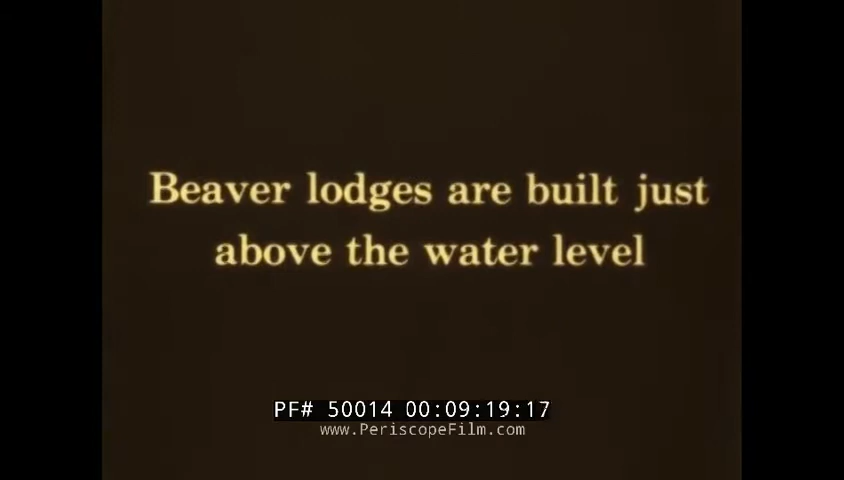 Beaver lodges are built just
above the water level
PF# 50014 00:09:19:17
www.PeriscopeFilm.com